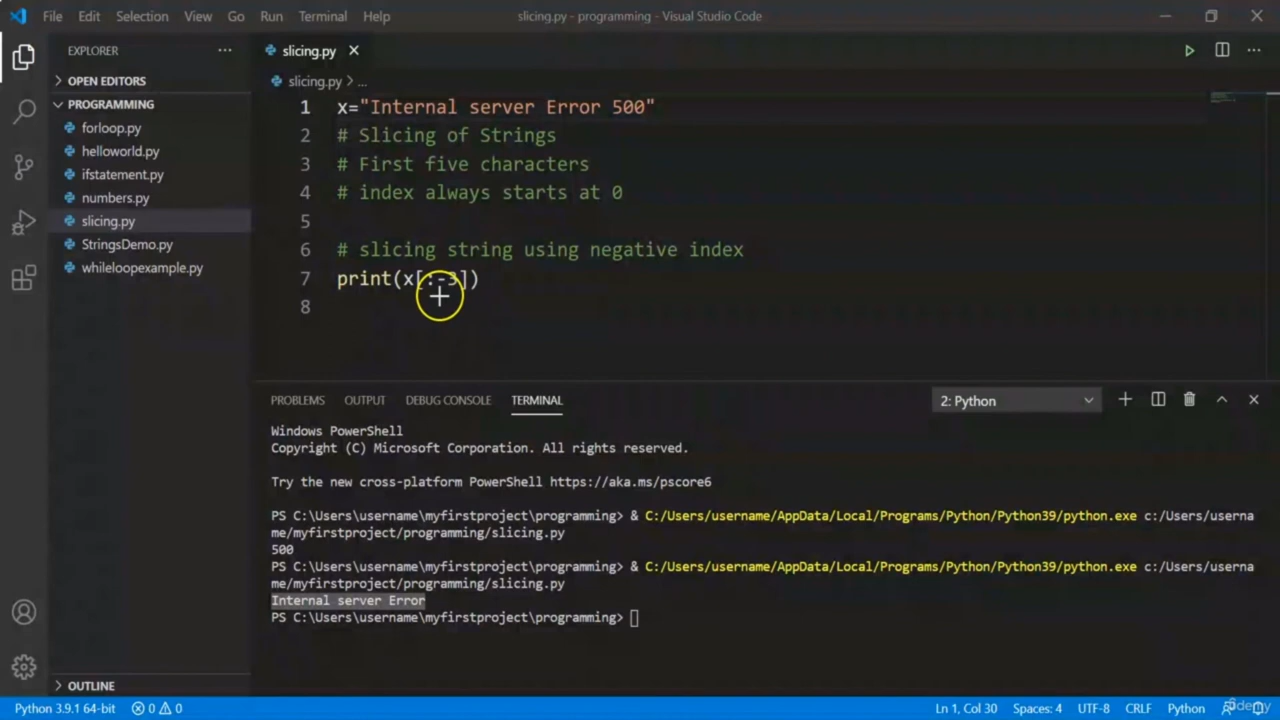 File Edit Selection View Go Run Terminal Help
slicing.py - programming - Visual Studio Code
EXPLORER
OPEN EDITORS
PROGRAMMING
forloop.py
helloworld.py
ifstatement.py
numbers.py
slicing.py
StringsDemo.py
whileloopexample.py
OUTLINE
slicing.py
slicing.py > ...
1 x="Internal server Error 500"
2 # Slicing of Strings
3 # First five characters
4 # index always starts at 0
5
6 # slicing string using negative index
7 print(x[:-3])
8
PROBLEMS OUTPUT DEBUG CONSOLE TERMINAL
2: Python
Windows PowerShell
Copyright (C) Microsoft Corporation. All rights reserved.
Try the new cross-platform PowerShell https://aka.ms/pscore6
PS C:\Users\username\myfirstproject\programming> & C:/Users/username/AppData/Local/Programs/Python/Python39/python.exe c:/Users/userna
me/myfirstproject/programming/slicing.py
500
PS C:\Users\username\myfirstproject\programming> & C:/Users/username/AppData/Local/Programs/Python/Python39/python.exe c:/Users/userna
me/myfirstproject/programming/slicing.py
Internal server Error
PS C:\Users\username\myfirstproject\programming>
Python 3.9.1 64-bit 0 0
Ln 1, Col 30 Spaces: 4 UTF-8 CRLF Python
Udemy